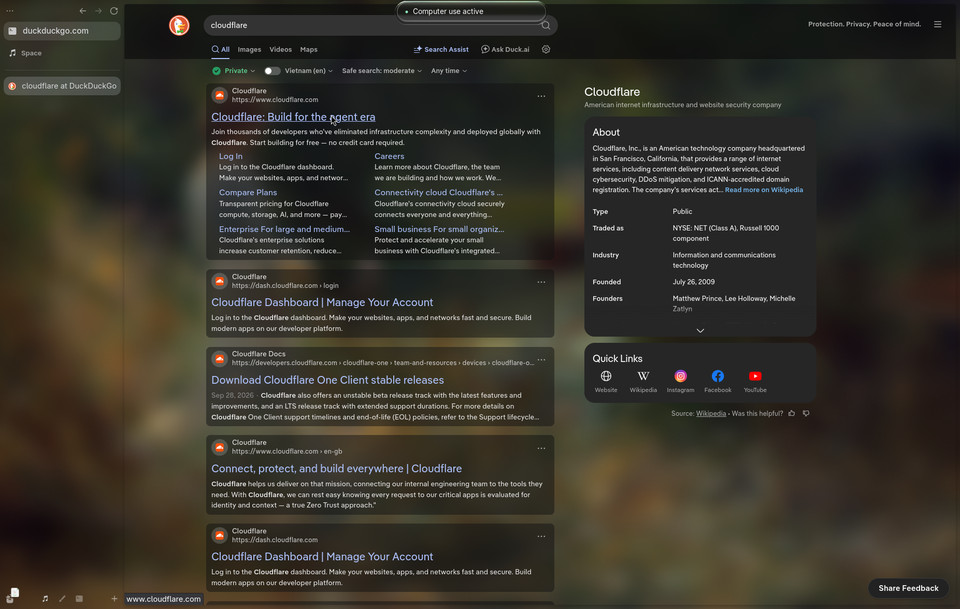 Computer use active
duckduckgo.com
Space
cloudflare at DuckDuckGo
cloudflare
Protection. Privacy. Peace of mind.
All
Images
Videos
Maps
Search Assist
Ask Duck.ai
Private
Vietnam (en)
Safe search: moderate
Any time
Cloudflare
https://www.cloudflare.com
Cloudflare: Build for the agent era
Join thousands of developers who've eliminated infrastructure complexity and deployed globally with
Cloudflare. Start building for free — no credit card required.
Log In
Log in to the Cloudflare dashboard.
Make your websites, apps, and networ...
Careers
Learn more about Cloudflare, the team
we are building and how we work. We...
Compare Plans
Transparent pricing for Cloudflare
compute, storage, AI, and more — pay...
Connectivity cloud Cloudflare's ...
Cloudflare's connectivity cloud securely
connects everyone and everything...
Enterprise For large and medium...
Cloudflare's enterprise solutions
increase customer retention, reduce...
Small business For small organiz...
Protect and accelerate your small
business with Cloudflare's integrated...
Cloudflare
https://dash.cloudflare.com › login
Cloudflare Dashboard | Manage Your Account
Log in to the Cloudflare dashboard. Make your websites, apps, and networks fast and secure. Build
modern apps on our developer platform.
Cloudflare Docs
https://developers.cloudflare.com › cloudflare-one › team-and-resources › devices › cloudflare-o...
Download Cloudflare One Client stable releases
Sep 28, 2026 · Cloudflare also offers an unstable beta release track with the latest features and
improvements, and an LTS release track with extended support durations. For more details on
Cloudflare One Client support timelines and end-of-life (EOL) policies, refer to the Support lifecycle...
Cloudflare
https://www.cloudflare.com › en-gb
Connect, protect, and build everywhere | Cloudflare
Cloudflare helps us deliver on that mission, connecting our internal engineering team to the tools they
need. With Cloudflare, we can rest easy knowing every request to our critical apps is evaluated for
identity and context — a true Zero Trust approach."
Cloudflare
https://dash.cloudflare.com
Cloudflare Dashboard | Manage Your Account
Log in to the Cloudflare dashboard. Make your websites, apps, and networks fast and secure. Build
modern apps on our developer platform.
Cloudflare
American internet infrastructure and website security company
About
Cloudflare, Inc., is an American technology company headquartered
in San Francisco, California, that provides a range of internet
services, including content delivery network services, cloud
cybersecurity, DDoS mitigation, and ICANN-accredited domain
registration. The company's services act... Read more on Wikipedia
Type Public
Traded as NYSE: NET (Class A), Russell 1000
component
Industry Information and communications
technology
Founded July 26, 2009
Founders Matthew Prince, Lee Holloway, Michelle
Zatlyn
Quick Links
Website
Wikipedia
Instagram
Facebook
YouTube
Source: Wikipedia • Was this helpful?
Share Feedback
www.cloudflare.com